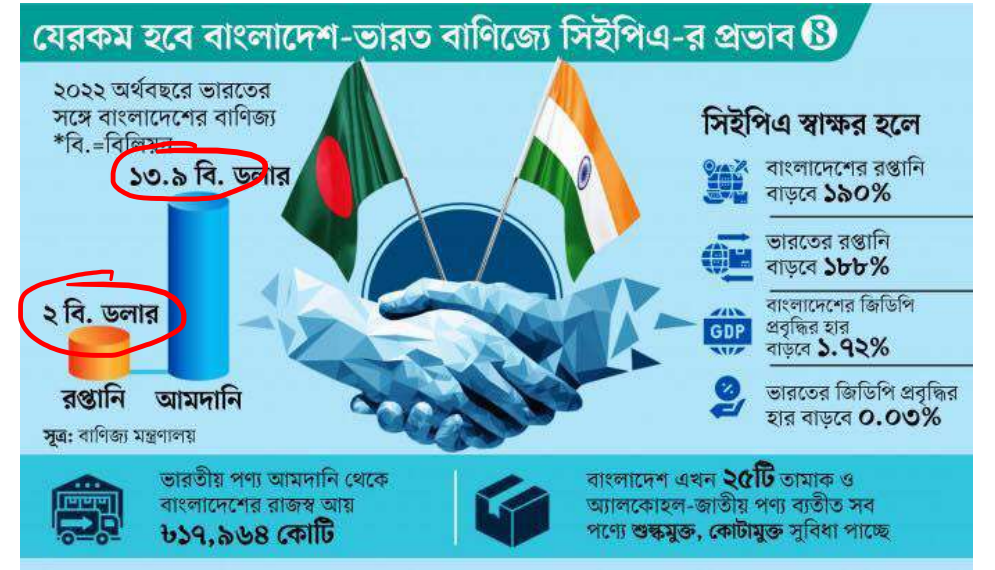 যেরকম হবে বাংলাদেশ-ভারত বাণিজ্যে সিইপিএ-র প্রভাব
২০২২ অর্থবছরে ভারতের
সঙ্গে বাংলাদেশের বাণিজ্য
*বি.=বিলিয়ন
১৩.৯ বি. ডলার
২ বি. ডলার
রপ্তানি আমদানি
সূত্র: বাণিজ্য মন্ত্রণালয়
সিইপিএ স্বাক্ষর হলে
বাংলাদেশের রপ্তানি
বাড়বে ১৯০%
ভারতের রপ্তানি
বাড়বে ১৮৮%
GDP
বাংলাদেশের জিডিপি
প্রবৃদ্ধির হার
বাড়বে ১.৭২%
ভারতের জিডিপি প্রবৃদ্ধির
হার বাড়বে ০.০৩%
ভারতীয় পণ্য আমদানি থেকে
বাংলাদেশের রাজস্ব আয়
৳১৭,৯৬৪ কোটি
বাংলাদেশ এখন ২৫টি তামাক ও
অ্যালকোহল-জাতীয় পণ্য ব্যতীত সব
পণ্যে শুল্কমুক্ত, কোটামুক্ত সুবিধা পাচ্ছে